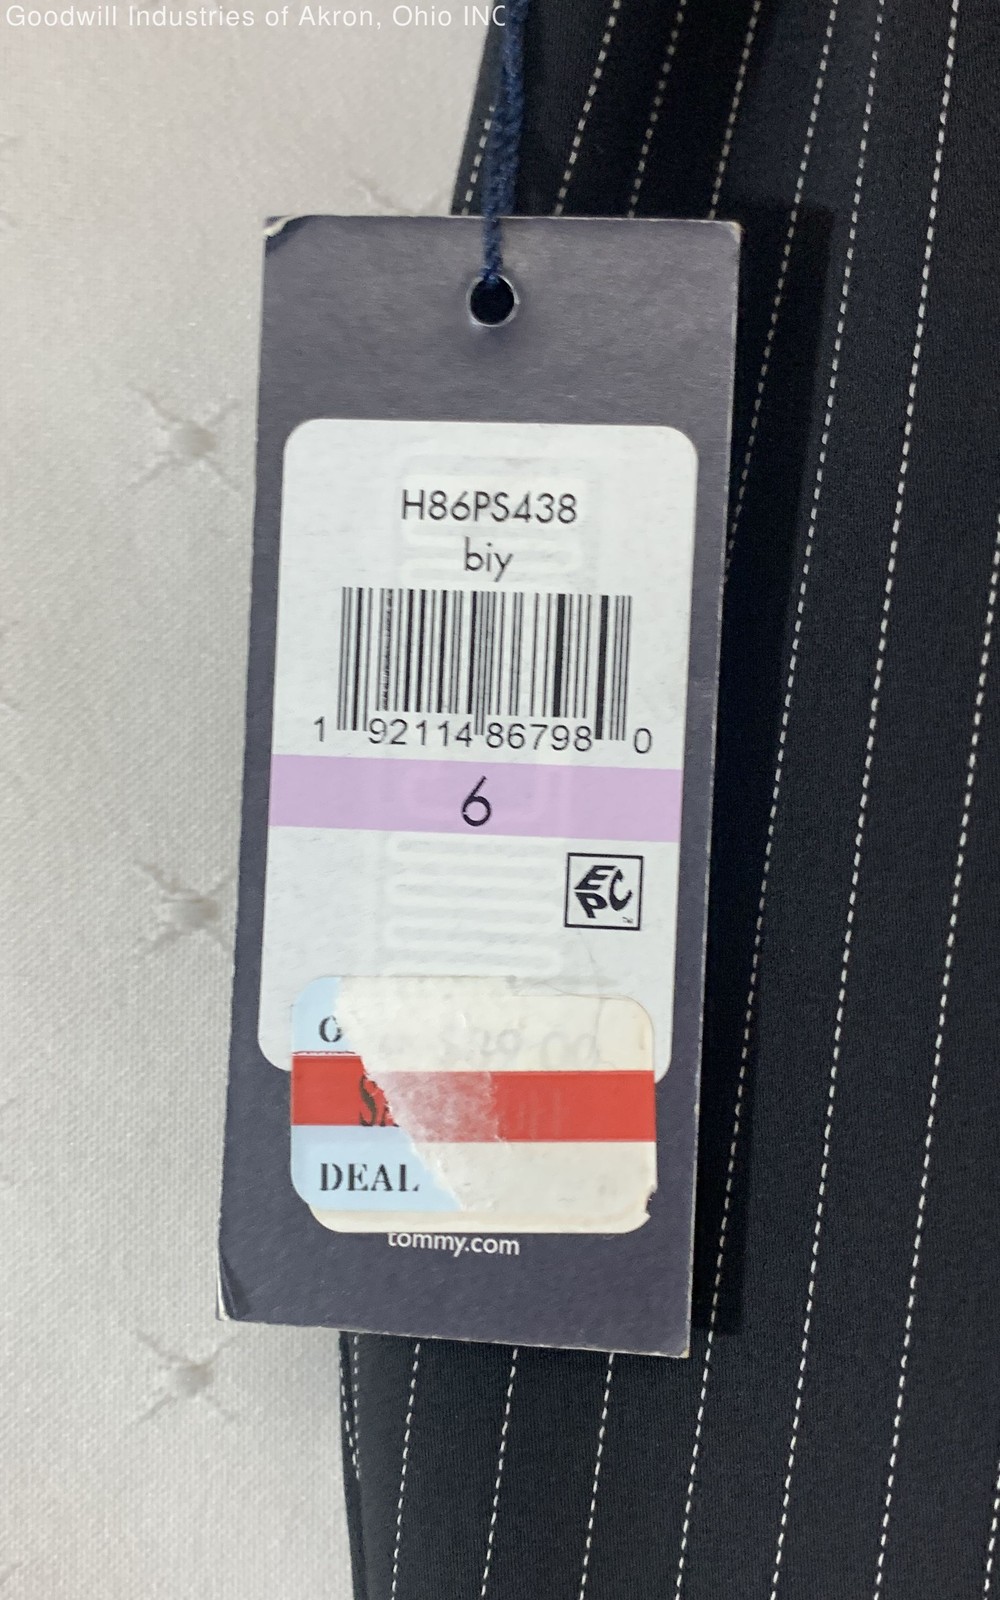 Goodwill Industries of Akron, Ohio INC
H86PS438
biy
1 92114 86798 0
6
EPC
DEAL
tommy.com